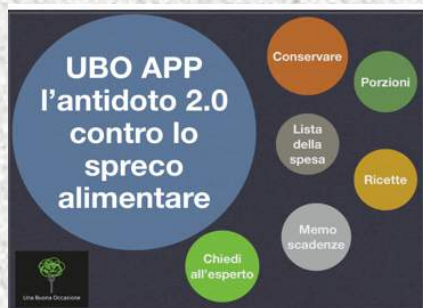 UBO APP
l'antidoto 2.0
contro lo
spreco
alimentare
Conservare
Porzioni
Lista
della
spesa
Ricette
Memo
scadenze
Chiedi
all'esperto
Una Buona Occasione